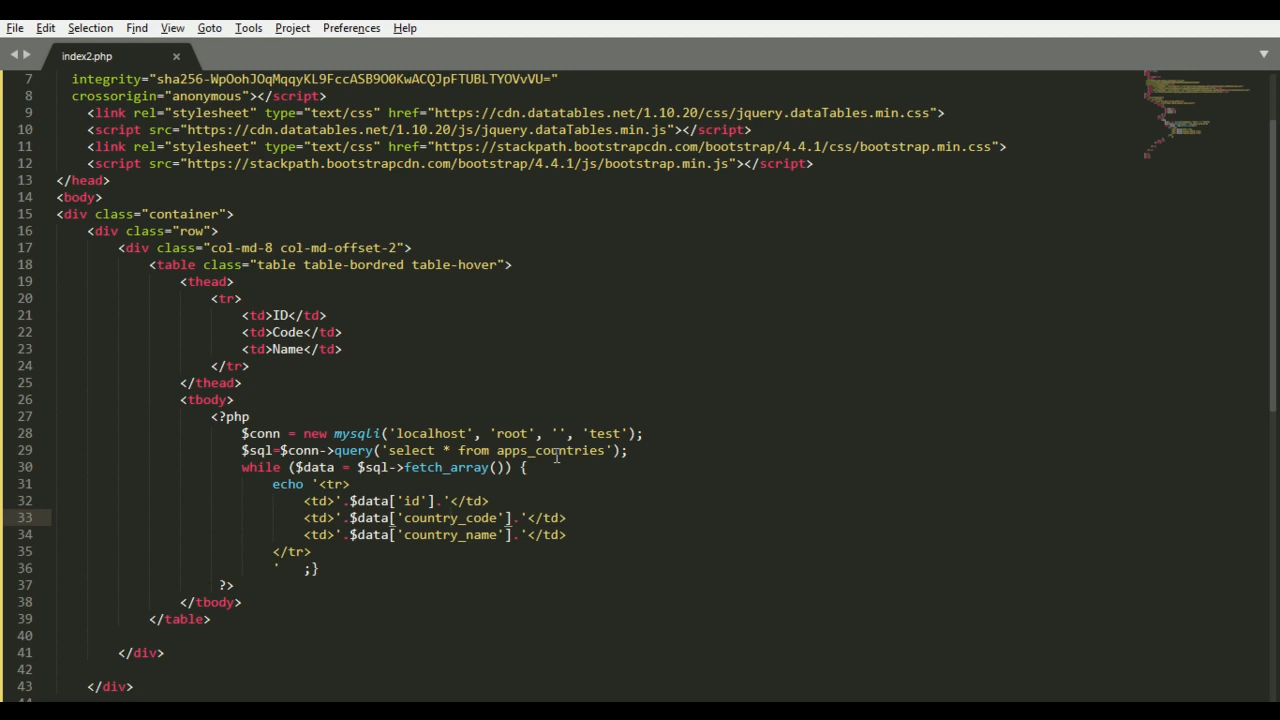 File Edit Selection Find View Goto Tools Project Preferences Help
index2.php ×
7 integrity="sha256-WpOohJOqMqqyKL9FccASB9O0KwACQJpFTUBLTYOVvVU="
8 crossorigin="anonymous"></script>
9 <link rel="stylesheet" type="text/css" href="https://cdn.datatables.net/1.10.20/css/jquery.dataTables.min.css">
10 <script src="https://cdn.datatables.net/1.10.20/js/jquery.dataTables.min.js"></script>
11 <link rel="stylesheet" type="text/css" href="https://stackpath.bootstrapcdn.com/bootstrap/4.4.1/css/bootstrap.min.css">
12 <script src="https://stackpath.bootstrapcdn.com/bootstrap/4.4.1/js/bootstrap.min.js"></script>
13 </head>
14 <body>
15 <div class="container">
16 <div class="row">
17 <div class="col-md-8 col-md-offset-2">
18 <table class="table table-bordred table-hover">
19 <thead>
20 <tr>
21 <td>ID</td>
22 <td>Code</td>
23 <td>Name</td>
24 </tr>
25 </thead>
26 <tbody>
27 <?php
28 $conn = new mysqli('localhost', 'root', '', 'test');
29 $sql=$conn->query('select * from apps_countries');
30 while ($data = $sql->fetch_array()) {
31 echo '<tr>
32 <td>'.$data['id'].'</td>
33 <td>'.$data['country_code'].'</td>
34 <td>'.$data['country_name'].'</td>
35 </tr>
36 ' ;}
37 ?>
38 </tbody>
39 </table>
40
41 </div>
42
43 </div>